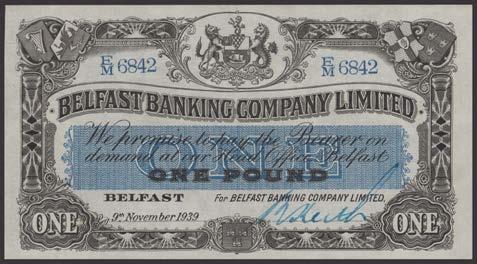 E/M 6842
E/M 6842
BELFAST BANKING COMPANY LIMITED.
We promise to pay the Bearer on
demand at our Head Office Belfast
ONE
ONE POUND
BELFAST
For BELFAST BANKING COMPANY LIMITED.
9th November 1939
ONE
ONE